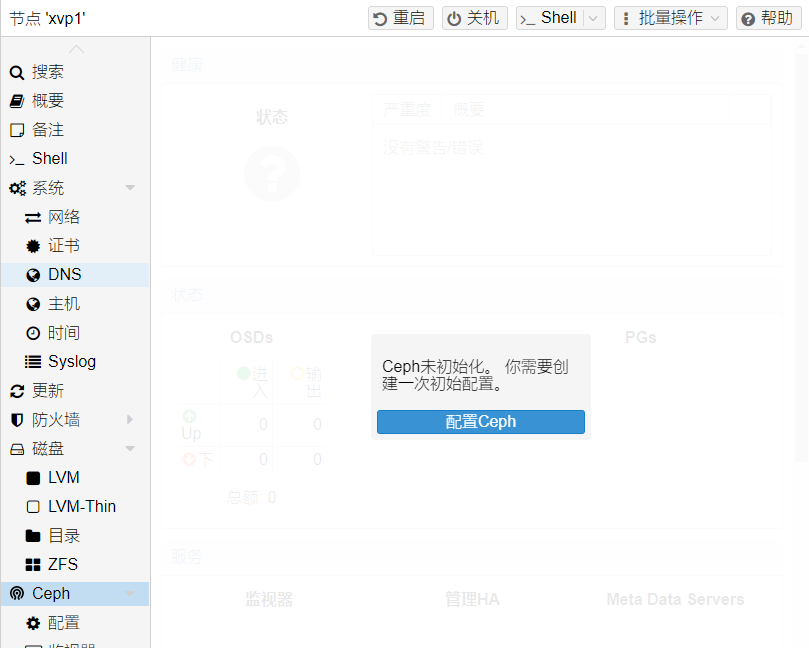 节点 'xvp1'
重启
关机
Shell
批量操作
帮助
搜索
概要
备注
Shell
系统
网络
证书
DNS
主机
时间
Syslog
更新
防火墙
磁盘
LVM
LVM-Thin
目录
ZFS
Ceph
配置
监视器
健康
状态
严重度
概要
没有警告/错误
状态
OSDs
PGs
进
入
输
出
Up
0
0
下
0
0
总额: 0
Ceph未初始化。 你需要创
建一次初始配置。
配置Ceph
服务
监视器
管理HA
Meta Data Servers